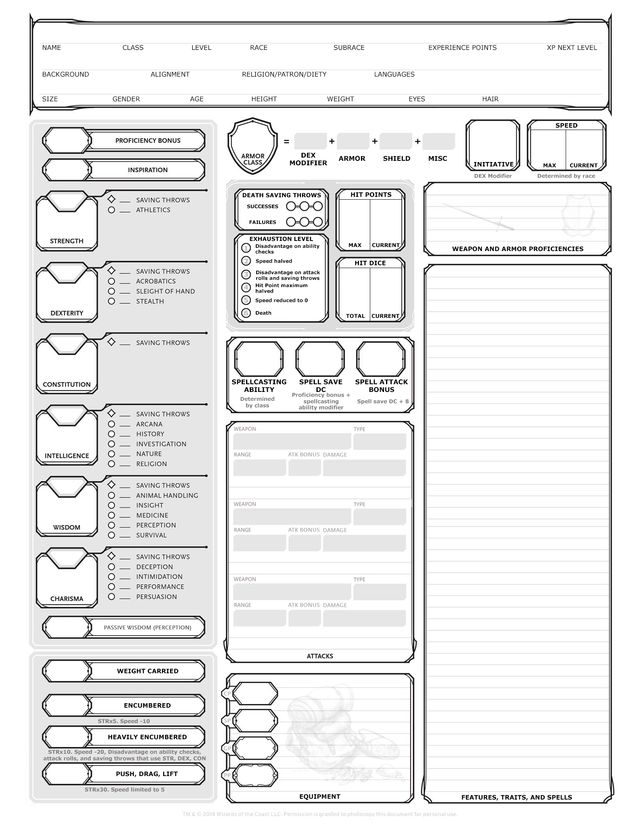 NAME CLASS LEVEL RACE SUBRACE EXPERIENCE POINTS XP NEXT LEVEL
BACKGROUND ALIGNMENT RELIGION/PATRON/DIETY LANGUAGES
SIZE GENDER AGE HEIGHT WEIGHT EYES HAIR
PROFICIENCY BONUS
INSPIRATION
STRENGTH
SAVING THROWS
ATHLETICS
DEXTERITY
SAVING THROWS
ACROBATICS
SLEIGHT OF HAND
STEALTH
CONSTITUTION
SAVING THROWS
INTELLIGENCE
SAVING THROWS
ARCANA
HISTORY
INVESTIGATION
NATURE
RELIGION
WISDOM
SAVING THROWS
ANIMAL HANDLING
INSIGHT
MEDICINE
PERCEPTION
SURVIVAL
CHARISMA
SAVING THROWS
DECEPTION
INTIMIDATION
PERFORMANCE
PERSUASION
PASSIVE WISDOM (PERCEPTION)
WEIGHT CARRIED
ENCUMBERED
STRx5. Speed -10
HEAVILY ENCUMBERED
STRx10. Speed -20, Disadvantage on ability checks,
attack rolls, and saving throws that use STR, DEX, CON
PUSH, DRAG, LIFT
STRx30. Speed limited to 5
ARMOR
CLASS
= + + +
DEX
MODIFIER
ARMOR
SHIELD
MISC
INITIATIVE
DEX Modifier
SPEED
MAX CURRENT
Determined by race
DEATH SAVING THROWS
SUCCESSES
FAILURES
EXHAUSTION LEVEL
1 Disadvantage on ability
checks
2 Speed halved
3 Disadvantage on attack
rolls and saving throws
4 Hit Point maximum
halved
5 Speed reduced to 0
6 Death
HIT POINTS
MAX CURRENT
HIT DICE
TOTAL CURRENT
SPELLCASTING
ABILITY
Determined
by class
SPELL SAVE
DC
Proficiency bonus +
spellcasting
ability modifier
SPELL ATTACK
BONUS
Spell save DC + 8
WEAPON TYPE
RANGE ATK BONUS DAMAGE
WEAPON TYPE
RANGE ATK BONUS DAMAGE
WEAPON TYPE
RANGE ATK BONUS DAMAGE
ATTACKS
EQUIPMENT
WEAPON AND ARMOR PROFICIENCIES
FEATURES, TRAITS, AND SPELLS
TM & © 2009 Wizards of the Coast LLC. Permission is granted to photocopy this document for personal use.